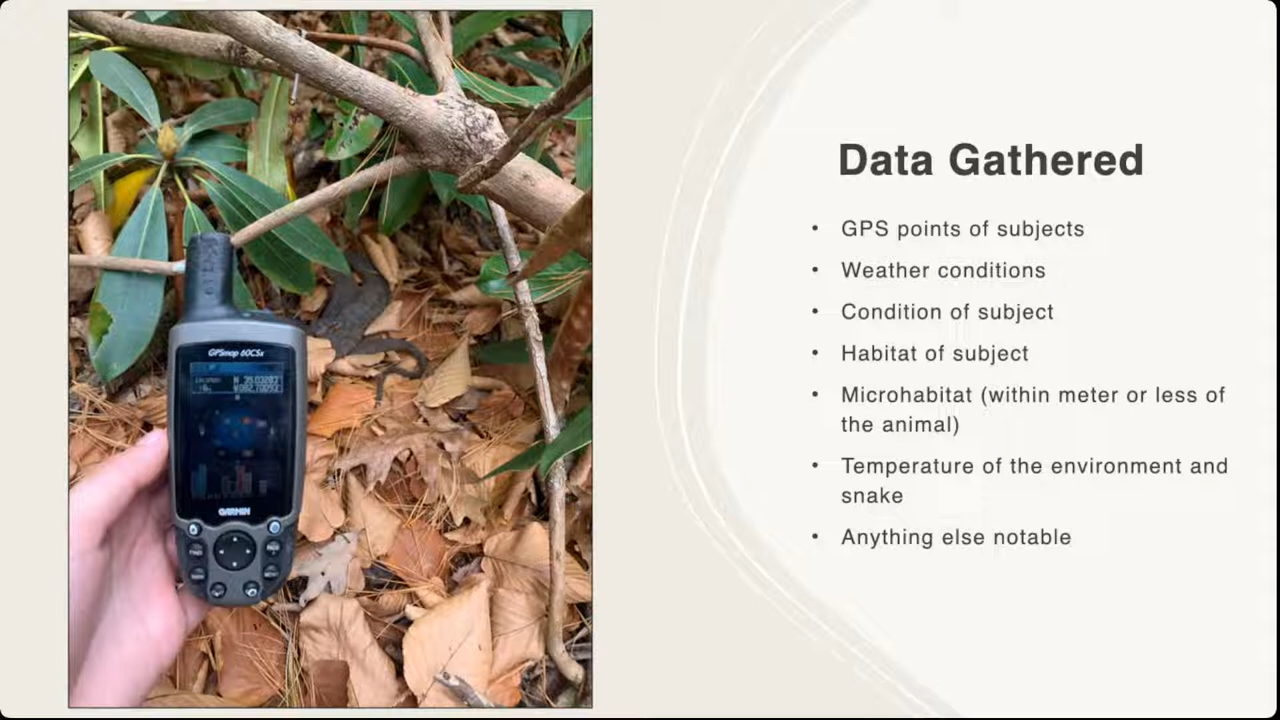 Data Gathered
• GPS points of subjects
• Weather conditions
• Condition of subject
• Habitat of subject
• Microhabitat (within meter or less of
the animal)
• Temperature of the environment and
snake
• Anything else notable
GPSmap 60CSx
GARMIN